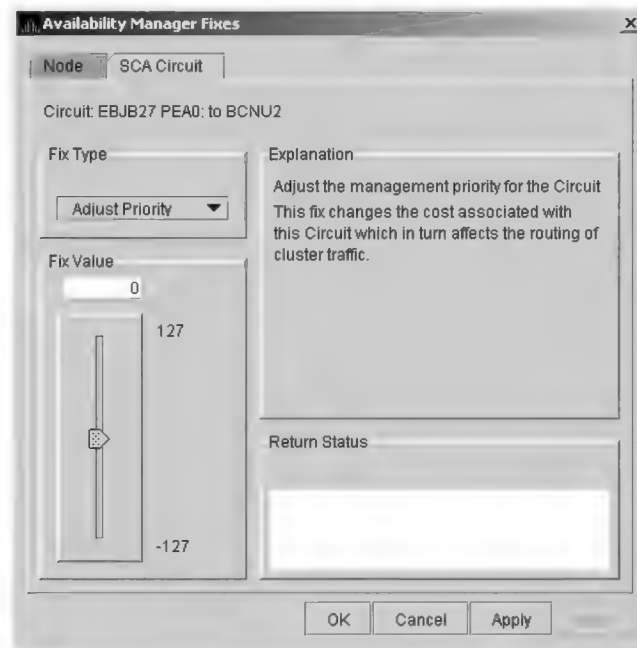 Availability Manager Fixes
x
Node
SCA Circuit
Circuit: EBJB27 PEA0: to BCNU2
Fix Type
Adjust Priority
Explanation
Adjust the management priority for the Circuit
This fix changes the cost associated with
this Circuit which in turn affects the routing of
cluster traffic.
Fix Value
0
127
-127
Return Status
OK
Cancel
Apply